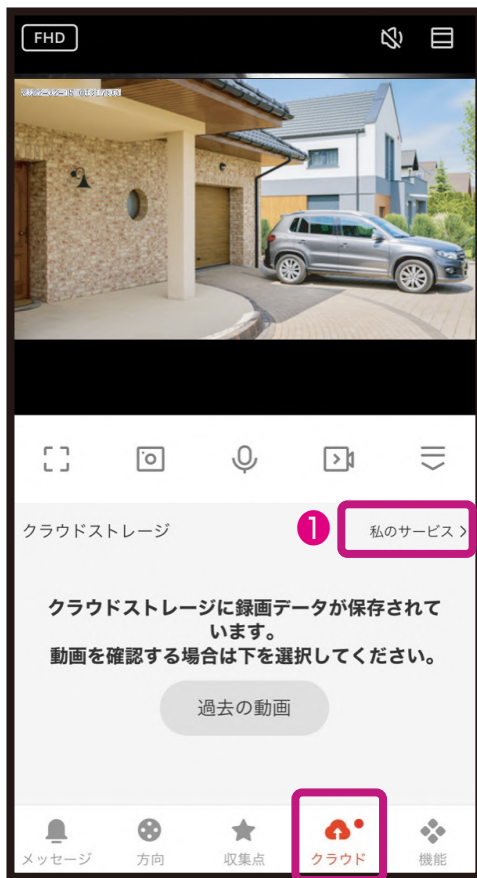 FHD
クラウドストレージ
❶
私のサービス >
クラウドストレージに録画データが保存されて
います。
動画を確認する場合は下を選択してください。
過去の動画
メッセージ
方向
収集点
クラウド
機能